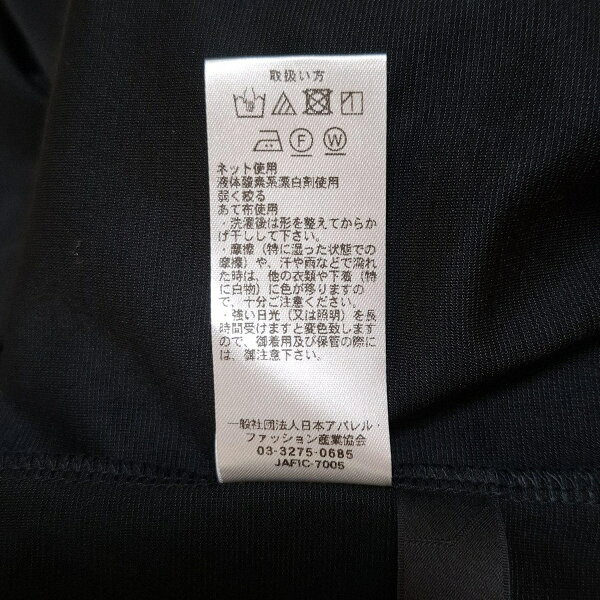 取扱い方
F W
ネット使用
液体酸素系漂白剤使用
弱く絞る
あて布使用
・洗濯後は形を整えてからか
げ干しして下さい。
・摩擦（特に湿った状態での
摩擦）や、汗や雨などで濡れ
た時は、他の衣類や下着（特
に白物）に色が移りますの
で、十分ご注意ください。
・強い日光（又は照明）を長
時間受けますと変色致します
ので、御着用及び保管の際に
は、御注意下さい。
一般社団法人日本アパレル・
ファッション産業協会
03-3275-0685
JAFIC-7005